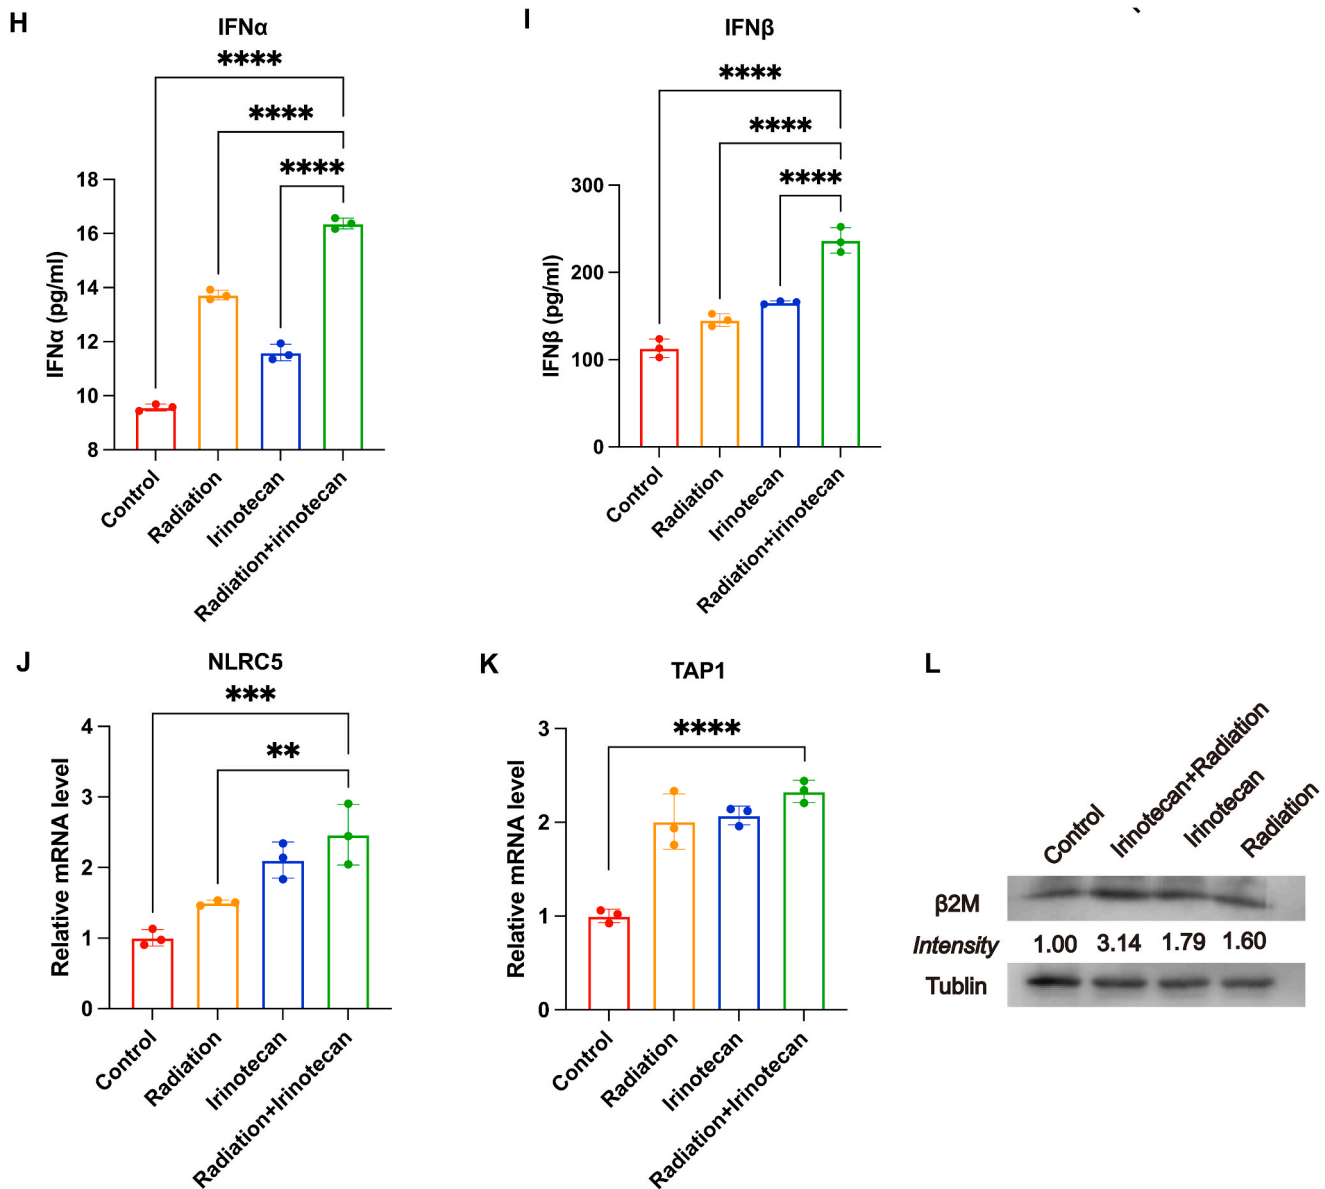 H
IFNα
****
****
****
IFNα (pg/ml)
18
16
14
12
10
8
Control
Radiation
Irinotecan
Radiation+irinotecan
I
IFNβ
****
****
****
IFNβ (pg/ml)
300
200
100
0
Control
Radiation
Irinotecan
Radiation+irinotecan
J
NLRC5
***
**
Relative mRNA level
4
3
2
1
0
Control
Radiation
Irinotecan
Radiation+Irinotecan
K
TAP1
****
Relative mRNA level
3
2
1
0
Control
Radiation
Irinotecan
Radiation+Irinotecan
L
Control
Irinotecan+Radiation
Irinotecan
Radiation
β2M
Intensity 1.00 3.14 1.79 1.60
Tublin